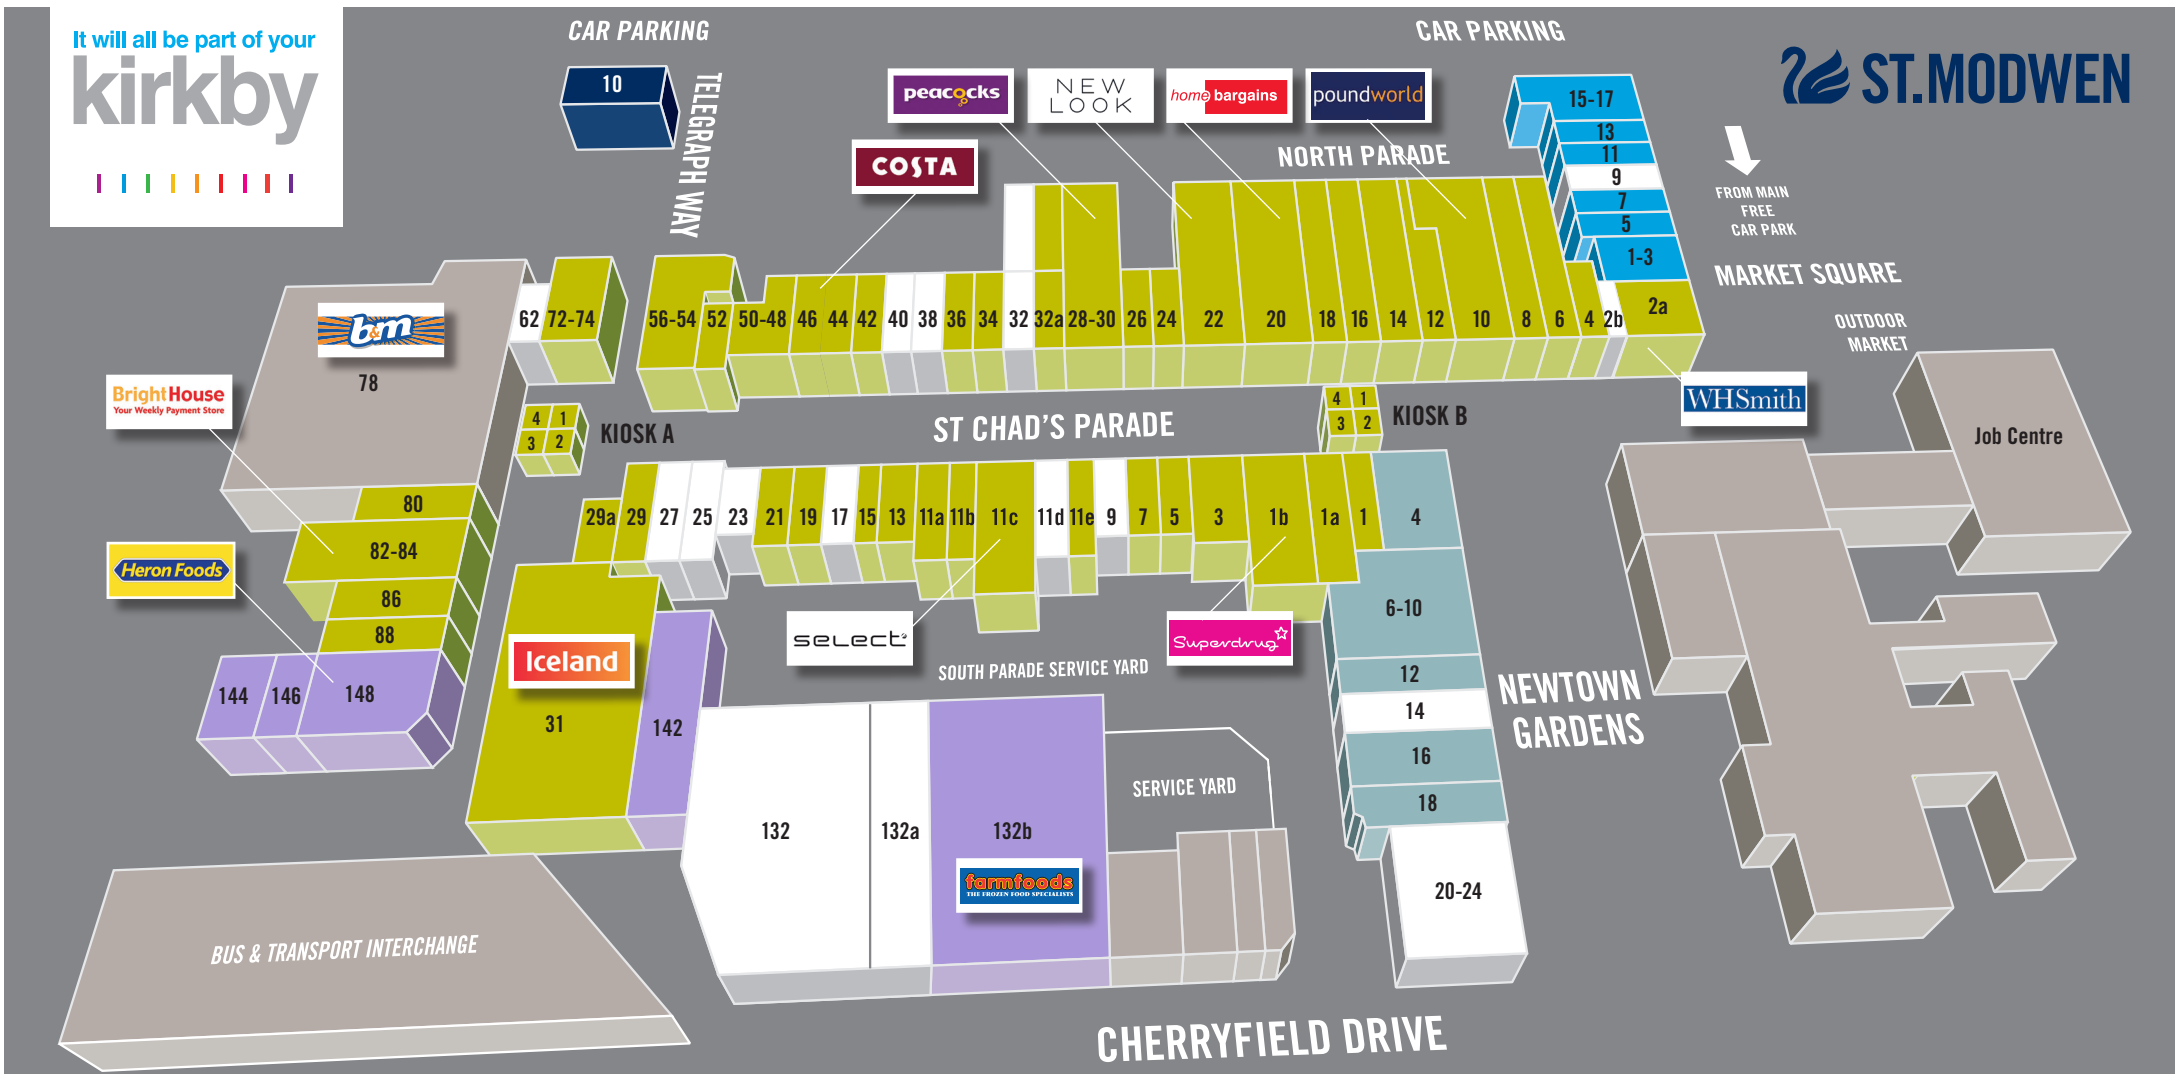 It will all be part of your
kirkby
CAR PARKING
CAR PARKING
ST.MODWEN
10
TELEGRAPH WAY
peacocks
NEW
LOOK
home bargains
poundworld
COSTA
NORTH PARADE
15-17
13
11
9
7
5
1-3
FROM MAIN
FREE
CAR PARK
MARKET SQUARE
OUTDOOR
MARKET
b&m
78
62
72-74
56-54
52
50-48
46
44
42
40
38
36
34
32
32a
28-30
26
24
22
20
18
16
14
12
10
8
6
4
2b
2a
WHSmith
Job Centre
BrightHouse
Your Weekly Payment Store
4 1
3 2
KIOSK A
ST CHAD'S PARADE
4 1
3 2
KIOSK B
80
82-84
86
88
Heron Foods
144
146
148
29a
29
27
25
23
21
19
17
15
13
11a
11b
11c
11d
11e
9
7
5
3
1b
1a
1
4
6-10
12
14
16
18
20-24
Iceland
31
142
select
Superdrug
SOUTH PARADE SERVICE YARD
NEWTOWN
GARDENS
SERVICE YARD
132
132a
132b
farmfoods
THE FROZEN FOOD SPECIALISTS
BUS & TRANSPORT INTERCHANGE
CHERRYFIELD DRIVE